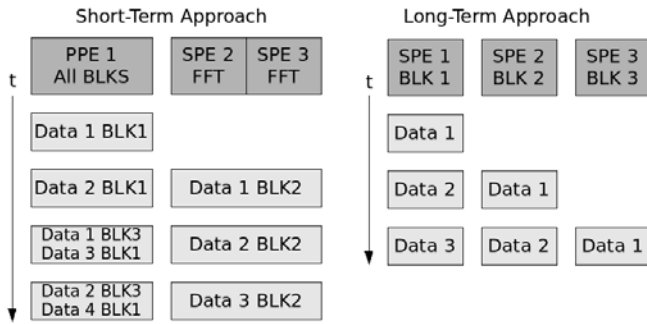 Short-Term Approach
PPE 1
All BLKS
SPE 2
FFT
SPE 3
FFT
t
Data 1 BLK1
Data 2 BLK1
Data 1 BLK2
Data 1 BLK3
Data 3 BLK1
Data 2 BLK2
Data 2 BLK3
Data 4 BLK1
Data 3 BLK2
Long-Term Approach
SPE 1
BLK 1
SPE 2
BLK 2
SPE 3
BLK 3
t
Data 1
Data 2
Data 1
Data 3
Data 2
Data 1